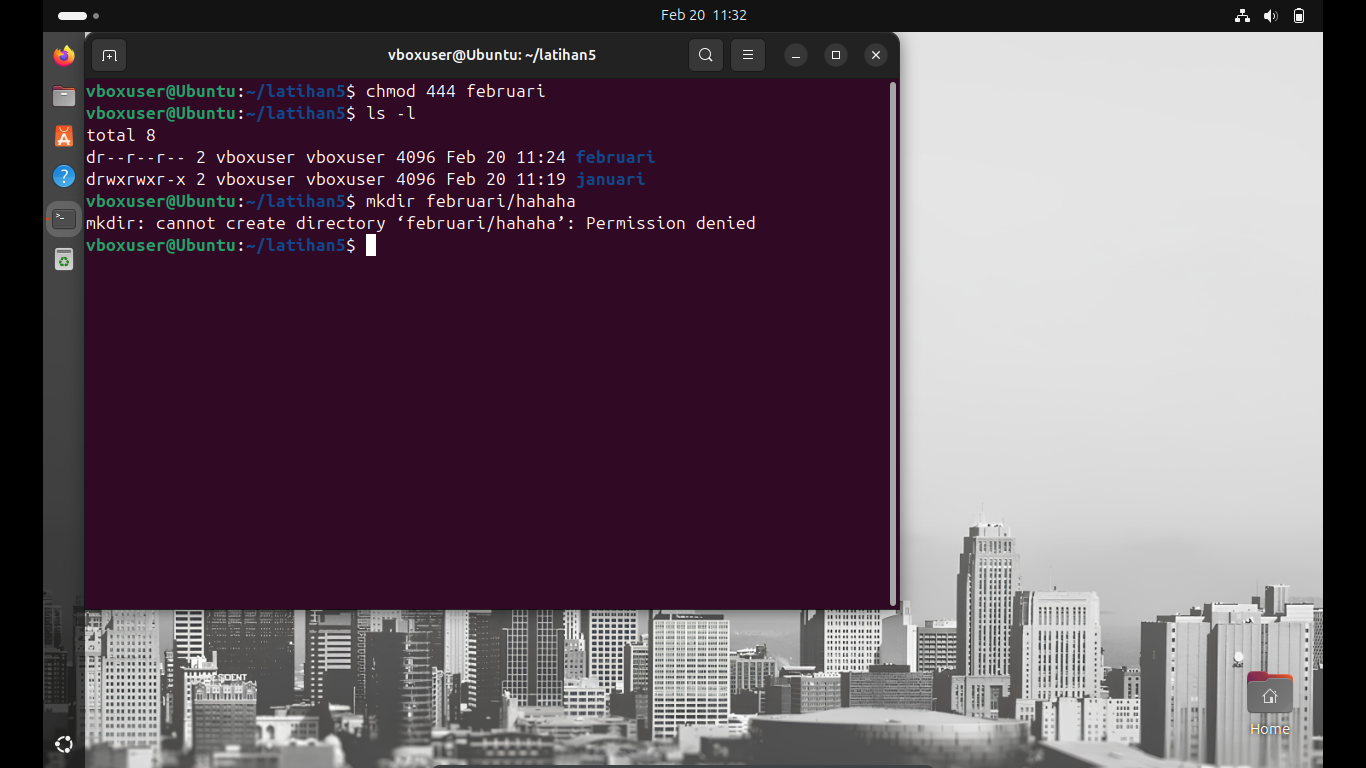 Feb 20 11:32
vboxuser@Ubuntu: ~/latihan5
vboxuser@Ubuntu:~/latihan5$ chmod 444 februari
vboxuser@Ubuntu:~/latihan5$ ls -l
total 8
dr--r--r-- 2 vboxuser vboxuser 4096 Feb 20 11:24 februari
drwxrwxr-x 2 vboxuser vboxuser 4096 Feb 20 11:19 januari
vboxuser@Ubuntu:~/latihan5$ mkdir februari/hahaha
mkdir: cannot create directory ‘februari/hahaha’: Permission denied
vboxuser@Ubuntu:~/latihan5$
Home